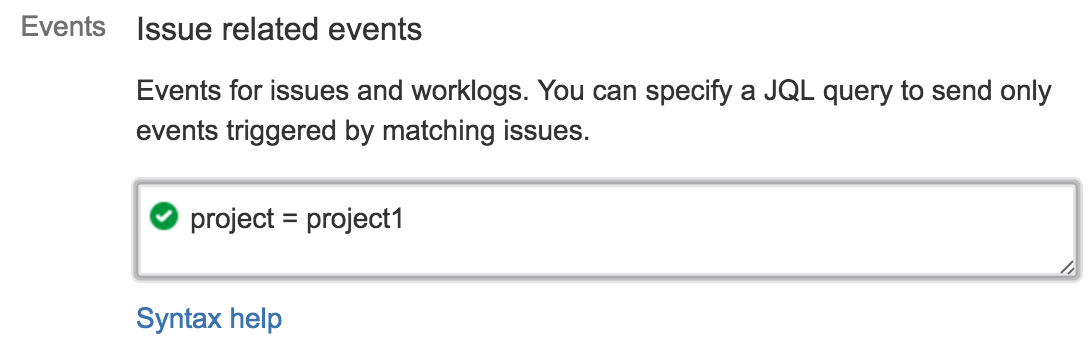 Events Issue related events
Events for issues and worklogs. You can specify a JQL query to send only
events triggered by matching issues.
project = project1
Syntax help